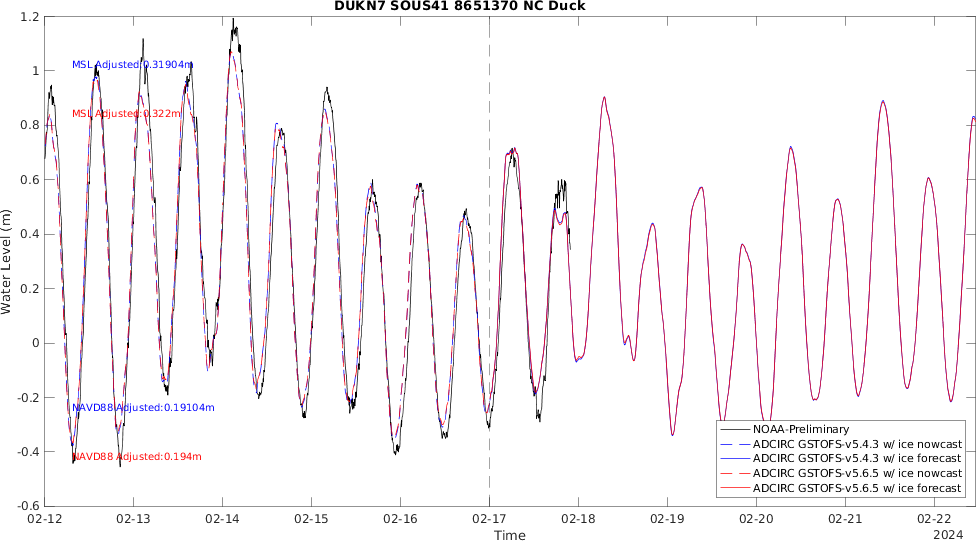 DUKN7 SOUS41 8651370 NC Duck
1.2
1
0.8
0.6
0.4
0.2
0
-0.2
-0.4
-0.6
Water Level (m)
MSL Adjusted:0.31904m
MSL Adjusted:0.322m
NAVD88 Adjusted:0.19104m
NAVD88 Adjusted:0.194m
NOAA-Preliminary
ADCIRC GSTOFS-v5.4.3 w/ ice nowcast
ADCIRC GSTOFS-v5.4.3 w/ ice forecast
ADCIRC GSTOFS-v5.6.5 w/ ice nowcast
ADCIRC GSTOFS-v5.6.5 w/ ice forecast
02-12 02-13 02-14 02-15 02-16 02-17 02-18 02-19 02-20 02-21 02-22
Time 2024